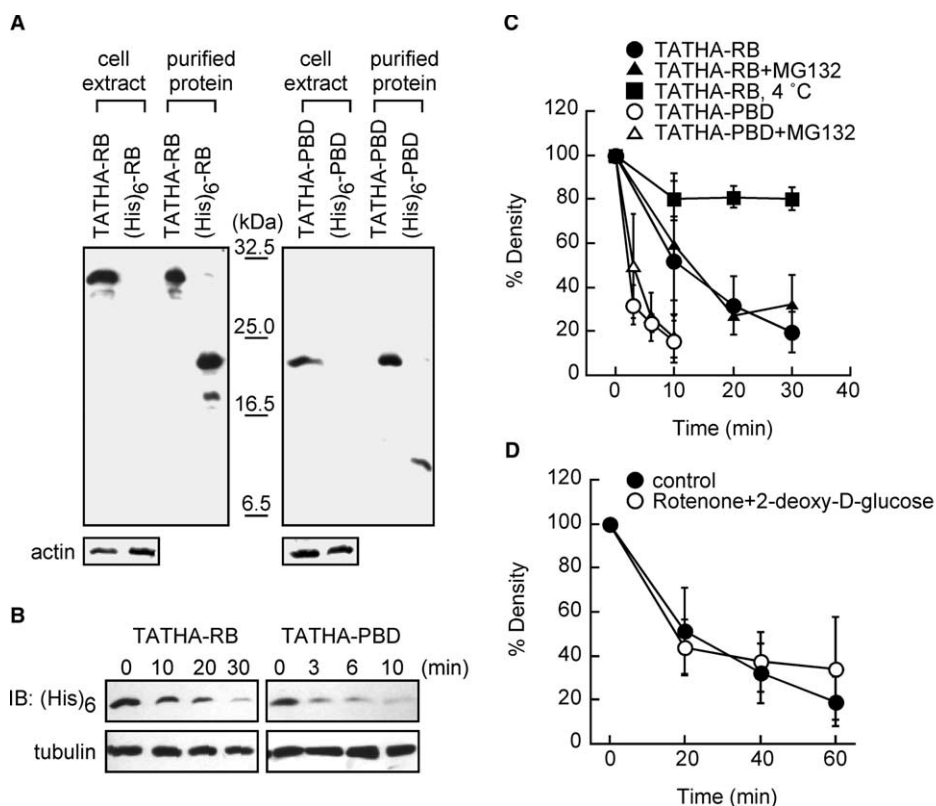 A
cell extract
purified protein
cell extract
purified protein
TATHA-RB
(His)6-RB
TATHA-RB
(His)6-RB
(kDa)
TATHA-PBD
(His)6-PBD
TATHA-PBD
(His)6-PBD
32.5
25.0
16.5
6.5
actin
B
TATHA-RB
TATHA-PBD
0 10 20 30 0 3 6 10 (min)
IB: (His)6
tubulin
C
TATHA-RB
TATHA-RB+MG132
TATHA-RB, 4 ˚C
TATHA-PBD
TATHA-PBD+MG132
% Density
120
100
80
60
40
20
0
0 10 20 30 40
Time (min)
D
control
Rotenone+2-deoxy-D-glucose
% Density
120
100
80
60
40
20
0
0 20 40 60
Time (min)